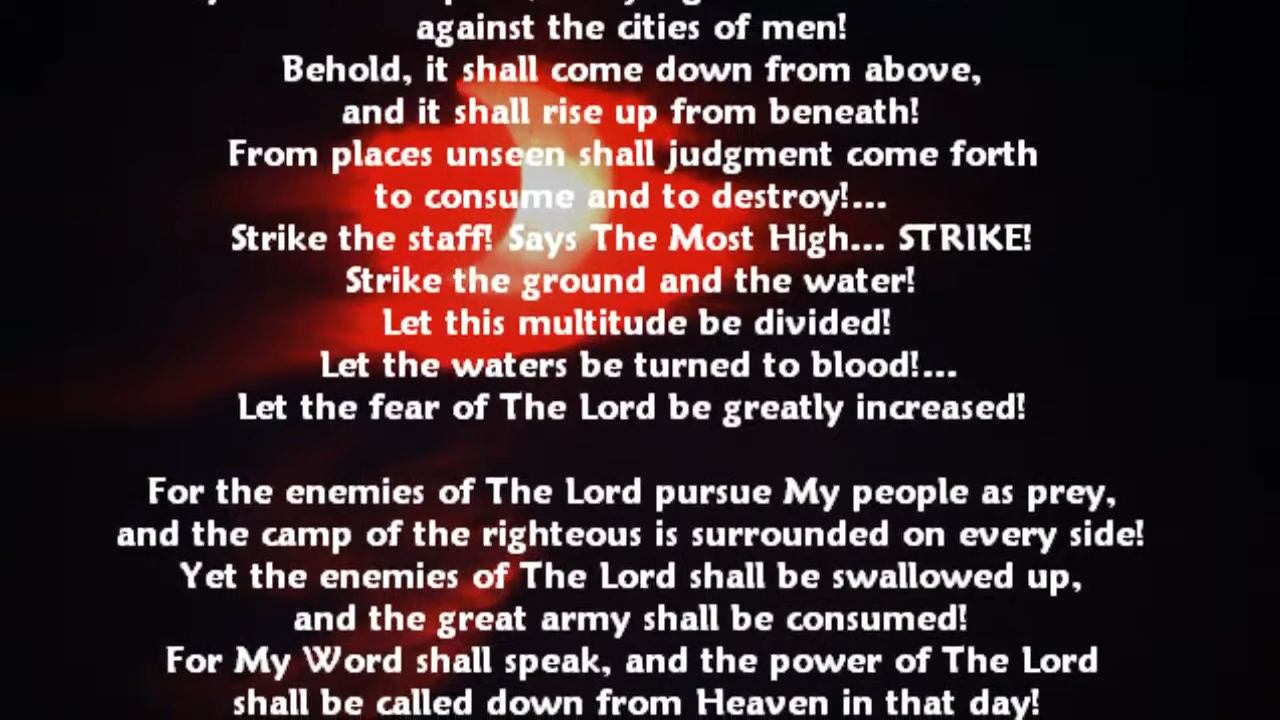 against the cities of men!
Behold, it shall come down from above,
and it shall rise up from beneath!
From places unseen shall judgment come forth
to consume and to destroy!...
Strike the staff! Says The Most High... STRIKE!
Strike the ground and the water!
Let this multitude be divided!
Let the waters be turned to blood!...
Let the fear of The Lord be greatly increased!
For the enemies of The Lord pursue My people as prey,
and the camp of the righteous is surrounded on every side!
Yet the enemies of The Lord shall be swallowed up,
and the great army shall be consumed!
For My Word shall speak, and the power of The Lord
shall be called down from Heaven in that day!